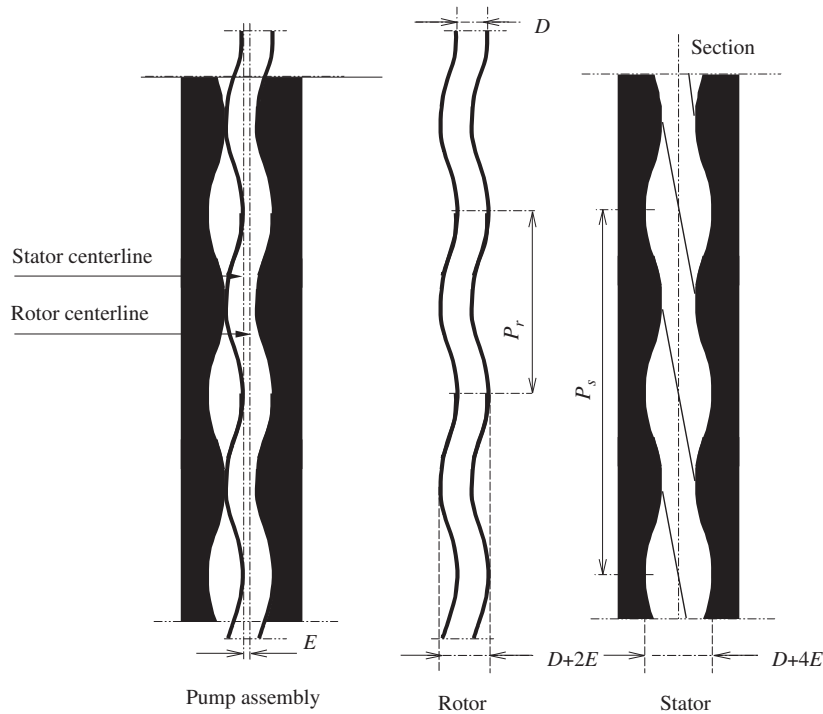 D
Section
Stator centerline
Rotor centerline
P_r
P_s
E
D+2E
D+4E
Pump assembly
Rotor
Stator